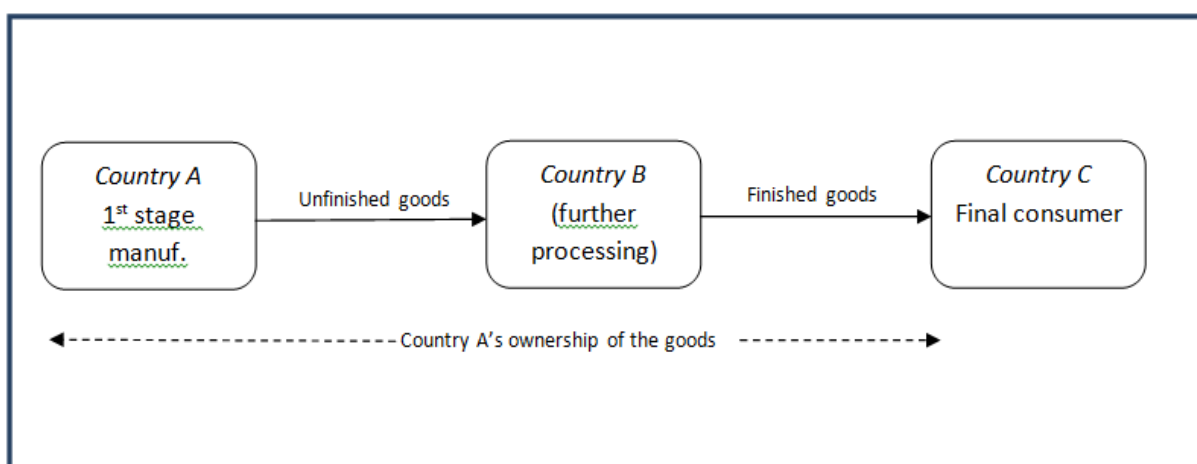 Country A
1st stage
manuf.
Unfinished goods
Country B
(further
processing)
Finished goods
Country C
Final consumer
Country A's ownership of the goods